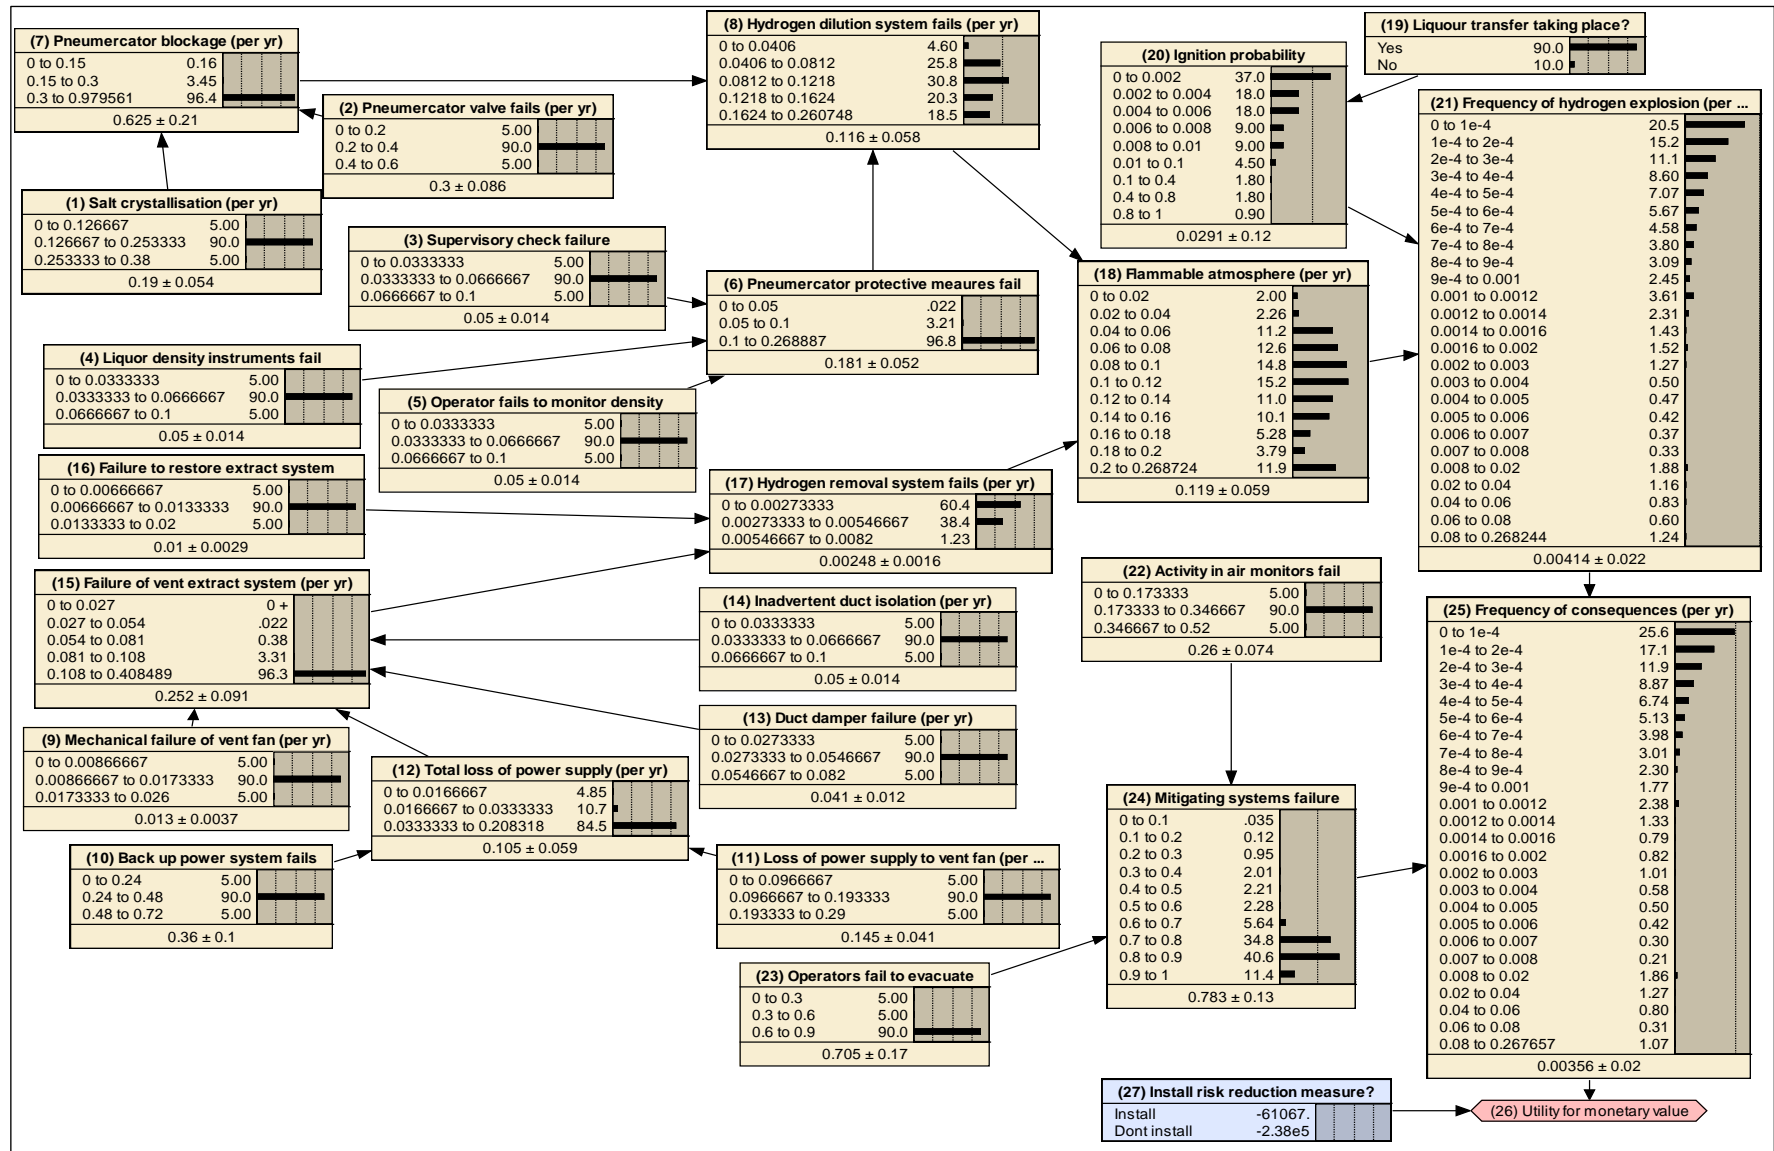 (7) Pneumercator blockage (per yr)
0 to 0.15 0.16
0.15 to 0.3 3.45
0.3 to 0.979561 96.4
0.625 ± 0.21
(8) Hydrogen dilution system fails (per yr)
0 to 0.0406 4.60
0.0406 to 0.0812 25.8
0.0812 to 0.1218 30.8
0.1218 to 0.1624 20.3
0.1624 to 0.260748 18.5
0.116 ± 0.058
(19) Liquour transfer taking place?
Yes 90.0
No 10.0
(20) Ignition probability
0 to 0.002 37.0
0.002 to 0.004 18.0
0.004 to 0.006 18.0
0.006 to 0.008 9.00
0.008 to 0.01 9.00
0.01 to 0.1 4.50
0.1 to 0.4 1.80
0.4 to 0.8 1.80
0.8 to 1 0.90
0.0291 ± 0.12
(2) Pneumercator valve fails (per yr)
0 to 0.2 5.00
0.2 to 0.4 90.0
0.4 to 0.6 5.00
0.3 ± 0.086
(21) Frequency of hydrogen explosion (per ...
0 to 1e-4 20.5
1e-4 to 2e-4 15.2
2e-4 to 3e-4 11.1
3e-4 to 4e-4 8.60
4e-4 to 5e-4 7.07
5e-4 to 6e-4 5.67
6e-4 to 7e-4 4.58
7e-4 to 8e-4 3.80
8e-4 to 9e-4 3.09
9e-4 to 0.001 2.45
0.001 to 0.0012 3.61
0.0012 to 0.0014 2.31
0.0014 to 0.0016 1.43
0.0016 to 0.002 1.52
0.002 to 0.003 1.27
0.003 to 0.004 0.50
0.004 to 0.005 0.47
0.005 to 0.006 0.42
0.006 to 0.007 0.37
0.007 to 0.008 0.33
0.008 to 0.02 1.88
0.02 to 0.04 1.16
0.04 to 0.06 0.83
0.06 to 0.08 0.60
0.08 to 0.268244 1.24
0.00414 ± 0.022
(1) Salt crystallisation (per yr)
0 to 0.126667 5.00
0.126667 to 0.253333 90.0
0.253333 to 0.38 5.00
0.19 ± 0.054
(3) Supervisory check failure
0 to 0.0333333 5.00
0.0333333 to 0.0666667 90.0
0.0666667 to 0.1 5.00
0.05 ± 0.014
(6) Pneumercator protective meaures fail
0 to 0.05 .022
0.05 to 0.1 3.21
0.1 to 0.268887 96.8
0.181 ± 0.052
(18) Flammable atmosphere (per yr)
0 to 0.02 2.00
0.02 to 0.04 2.26
0.04 to 0.06 11.2
0.06 to 0.08 12.6
0.08 to 0.1 14.8
0.1 to 0.12 15.2
0.12 to 0.14 11.0
0.14 to 0.16 10.1
0.16 to 0.18 5.28
0.18 to 0.2 3.79
0.2 to 0.268724 11.9
0.119 ± 0.059
(4) Liquor density instruments fail
0 to 0.0333333 5.00
0.0333333 to 0.0666667 90.0
0.0666667 to 0.1 5.00
0.05 ± 0.014
(5) Operator fails to monitor density
0 to 0.0333333 5.00
0.0333333 to 0.0666667 90.0
0.0666667 to 0.1 5.00
0.05 ± 0.014
(16) Failure to restore extract system
0 to 0.00666667 5.00
0.00666667 to 0.0133333 90.0
0.0133333 to 0.02 5.00
0.01 ± 0.0029
(17) Hydrogen removal system fails (per yr)
0 to 0.00273333 60.4
0.00273333 to 0.00546667 38.4
0.00546667 to 0.0082 1.23
0.00248 ± 0.0016
(15) Failure of vent extract system (per yr)
0 to 0.027 0 +
0.027 to 0.054 .022
0.054 to 0.081 0.38
0.081 to 0.108 3.31
0.108 to 0.408489 96.3
0.252 ± 0.091
(14) Inadvertent duct isolation (per yr)
0 to 0.0333333 5.00
0.0333333 to 0.0666667 90.0
0.0666667 to 0.1 5.00
0.05 ± 0.014
(22) Activity in air monitors fail
0 to 0.173333 5.00
0.173333 to 0.346667 90.0
0.346667 to 0.52 5.00
0.26 ± 0.074
(25) Frequency of consequences (per yr)
0 to 1e-4 25.6
1e-4 to 2e-4 17.1
2e-4 to 3e-4 11.9
3e-4 to 4e-4 8.87
4e-4 to 5e-4 6.74
5e-4 to 6e-4 5.13
6e-4 to 7e-4 3.98
7e-4 to 8e-4 3.01
8e-4 to 9e-4 2.30
9e-4 to 0.001 1.77
0.001 to 0.0012 2.38
0.0012 to 0.0014 1.33
0.0014 to 0.0016 0.79
0.0016 to 0.002 0.82
0.002 to 0.003 1.01
0.003 to 0.004 0.58
0.004 to 0.005 0.50
0.005 to 0.006 0.42
0.006 to 0.007 0.30
0.007 to 0.008 0.21
0.008 to 0.02 1.86
0.02 to 0.04 1.27
0.04 to 0.06 0.80
0.06 to 0.08 0.31
0.08 to 0.267657 1.07
0.00356 ± 0.02
(13) Duct damper failure (per yr)
0 to 0.0273333 5.00
0.0273333 to 0.0546667 90.0
0.0546667 to 0.082 5.00
0.041 ± 0.012
(9) Mechanical failure of vent fan (per yr)
0 to 0.00866667 5.00
0.00866667 to 0.0173333 90.0
0.0173333 to 0.026 5.00
0.013 ± 0.0037
(12) Total loss of power supply (per yr)
0 to 0.0166667 4.85
0.0166667 to 0.0333333 10.7
0.0333333 to 0.208318 84.5
0.105 ± 0.059
(24) Mitigating systems failure
0 to 0.1 .035
0.1 to 0.2 0.12
0.2 to 0.3 0.95
0.3 to 0.4 2.01
0.4 to 0.5 2.21
0.5 to 0.6 2.28
0.6 to 0.7 5.64
0.7 to 0.8 34.8
0.8 to 0.9 40.6
0.9 to 1 11.4
0.783 ± 0.13
(10) Back up power system fails
0 to 0.24 5.00
0.24 to 0.48 90.0
0.48 to 0.72 5.00
0.36 ± 0.1
(11) Loss of power supply to vent fan (per ...
0 to 0.0966667 5.00
0.0966667 to 0.193333 90.0
0.193333 to 0.29 5.00
0.145 ± 0.041
(23) Operators fail to evacuate
0 to 0.3 5.00
0.3 to 0.6 5.00
0.6 to 0.9 90.0
0.705 ± 0.17
(27) Install risk reduction measure?
Install -61067.
Dont install -2.38e5
(26) Utility for monetary value